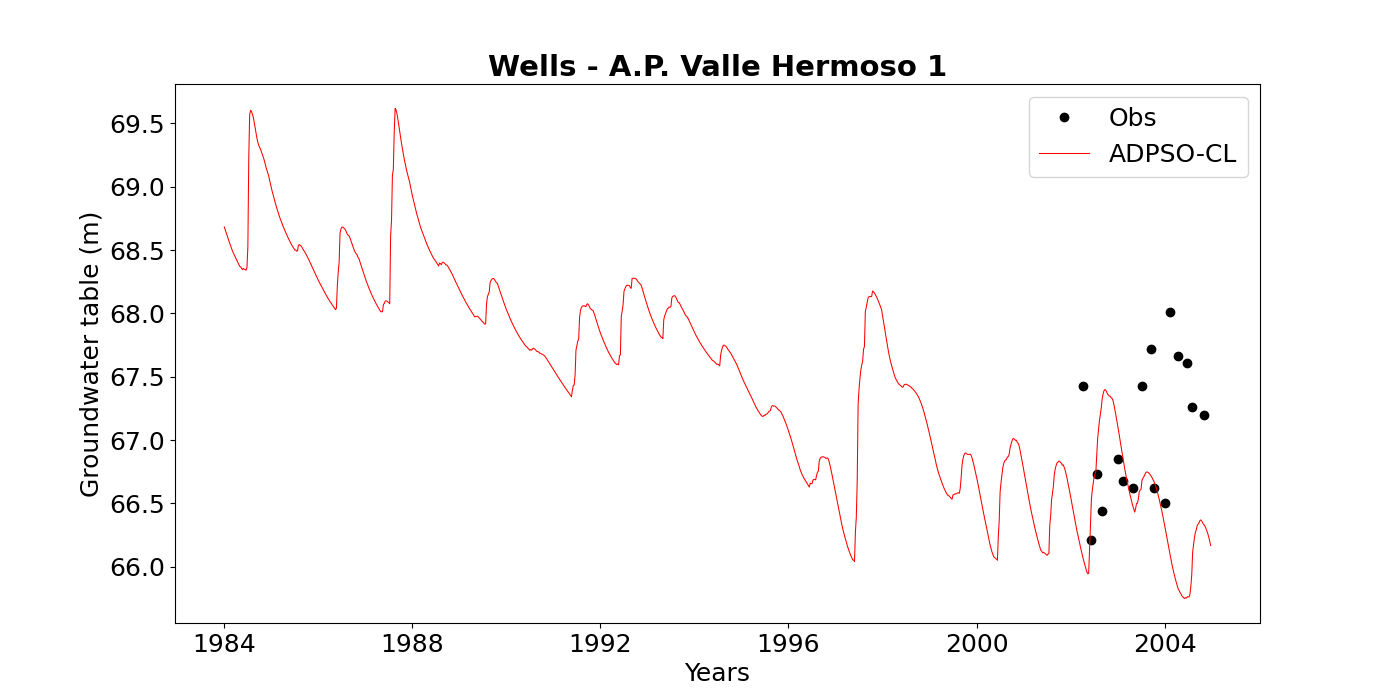 Wells - A.P. Valle Hermoso 1
Obs
ADPSO-CL
Groundwater table (m)
69.5
69.0
68.5
68.0
67.5
67.0
66.5
66.0
1984 1988 1992 1996 2000 2004
Years